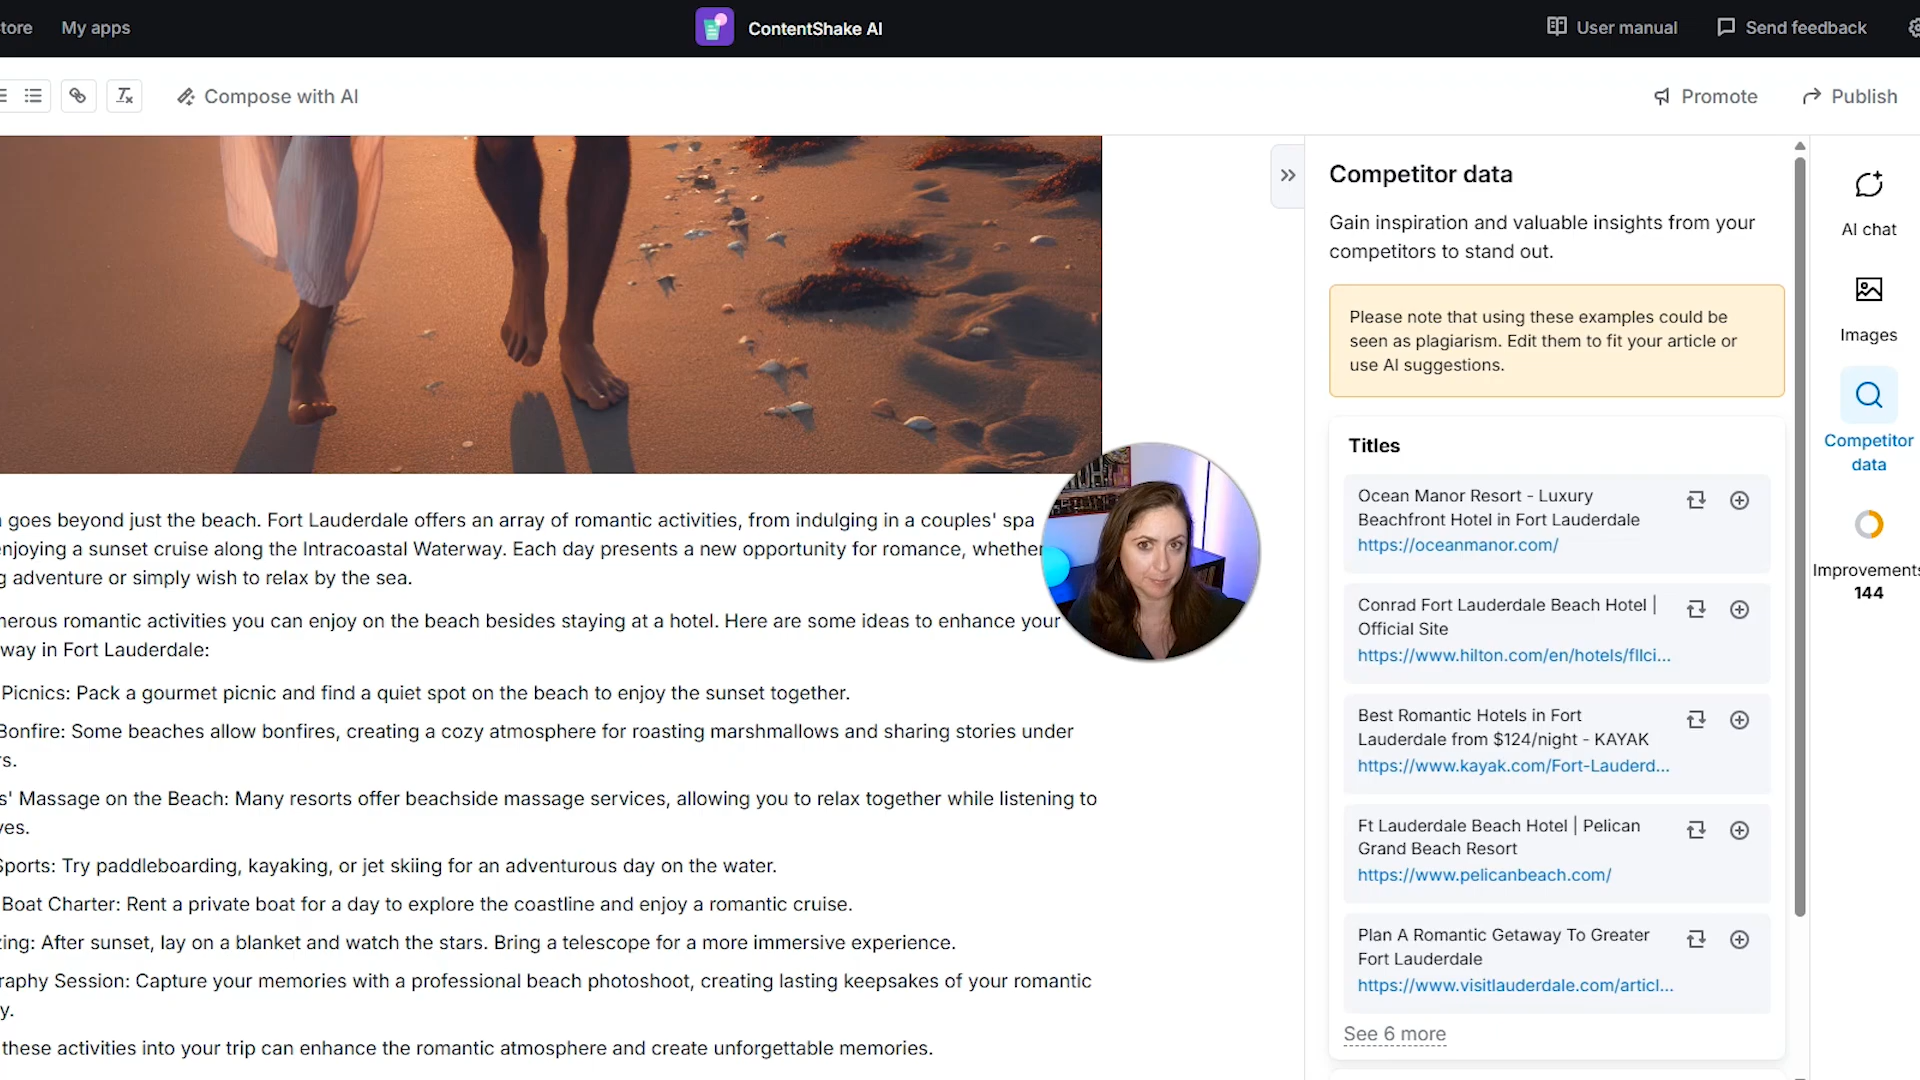 tore
My apps
ContentShake AI
User manual
Send feedback
Compose with AI
Promote
Publish
goes beyond just the beach. Fort Lauderdale offers an array of romantic activities, from indulging in a couples' spa
njoying a sunset cruise along the Intracoastal Waterway. Each day presents a new opportunity for romance, whether
g adventure or simply wish to relax by the sea.
merous romantic activities you can enjoy on the beach besides staying at a hotel. Here are some ideas to enhance your
way in Fort Lauderdale:
Picnics: Pack a gourmet picnic and find a quiet spot on the beach to enjoy the sunset together.
Bonfire: Some beaches allow bonfires, creating a cozy atmosphere for roasting marshmallows and sharing stories under
rs.
s' Massage on the Beach: Many resorts offer beachside massage services, allowing you to relax together while listening to
ves.
Sports: Try paddleboarding, kayaking, or jet skiing for an adventurous day on the water.
Boat Charter: Rent a private boat for a day to explore the coastline and enjoy a romantic cruise.
zing: After sunset, lay on a blanket and watch the stars. Bring a telescope for a more immersive experience.
raphy Session: Capture your memories with a professional beach photoshoot, creating lasting keepsakes of your romantic
y.
these activities into your trip can enhance the romantic atmosphere and create unforgettable memories.
Competitor data
Gain inspiration and valuable insights from your
competitors to stand out.
Please note that using these examples could be
seen as plagiarism. Edit them to fit your article or
use AI suggestions.
Titles
Ocean Manor Resort - Luxury
Beachfront Hotel in Fort Lauderdale
https://oceanmanor.com/
Conrad Fort Lauderdale Beach Hotel |
Official Site
https://www.hilton.com/en/hotels/fllci...
Best Romantic Hotels in Fort
Lauderdale from $124/night - KAYAK
https://www.kayak.com/Fort-Lauderd...
Ft Lauderdale Beach Hotel | Pelican
Grand Beach Resort
https://www.pelicanbeach.com/
Plan A Romantic Getaway To Greater
Fort Lauderdale
https://www.visitlauderdale.com/articl...
See 6 more
AI chat
Images
Competitor
data
Improvements
144